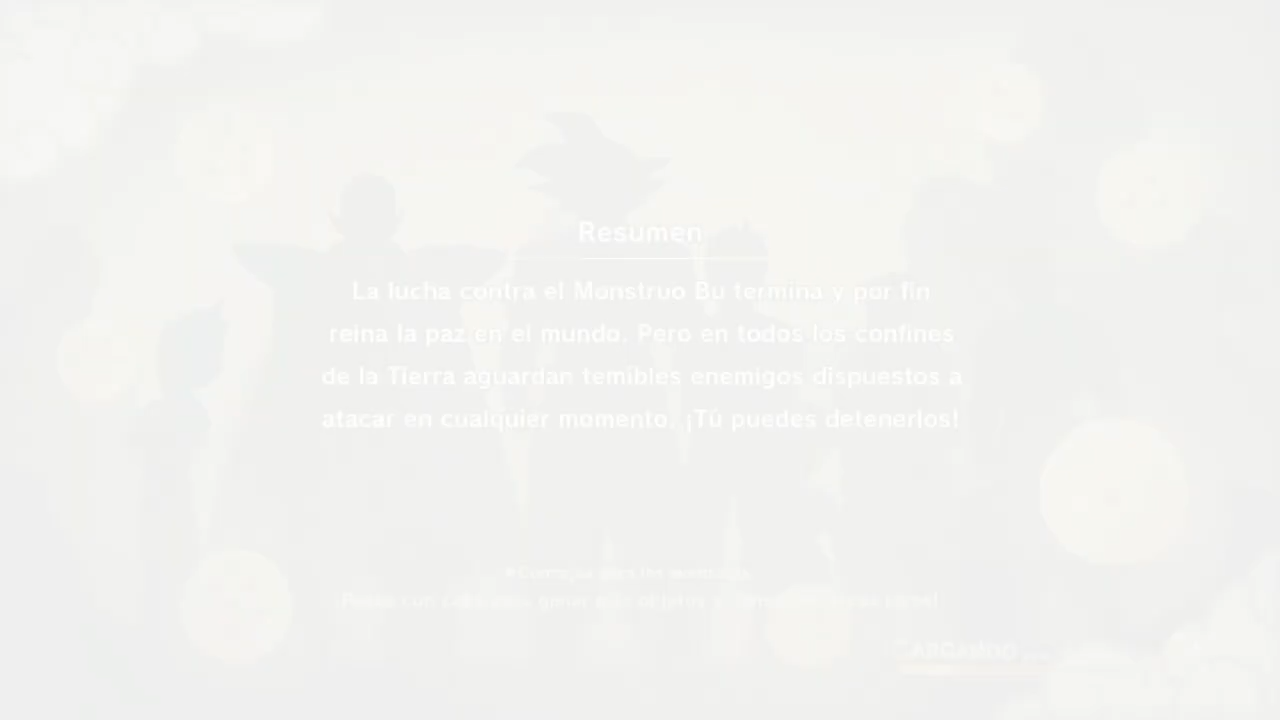 Resumen
La lucha contra el Monstruo Bu termina y por fin
reina la paz en el mundo. Pero en todos los confines
de la Tierra aguardan temibles enemigos dispuestos a
atacar en cualquier momento. ¡Tú puedes detenerlos!
CARGANDO